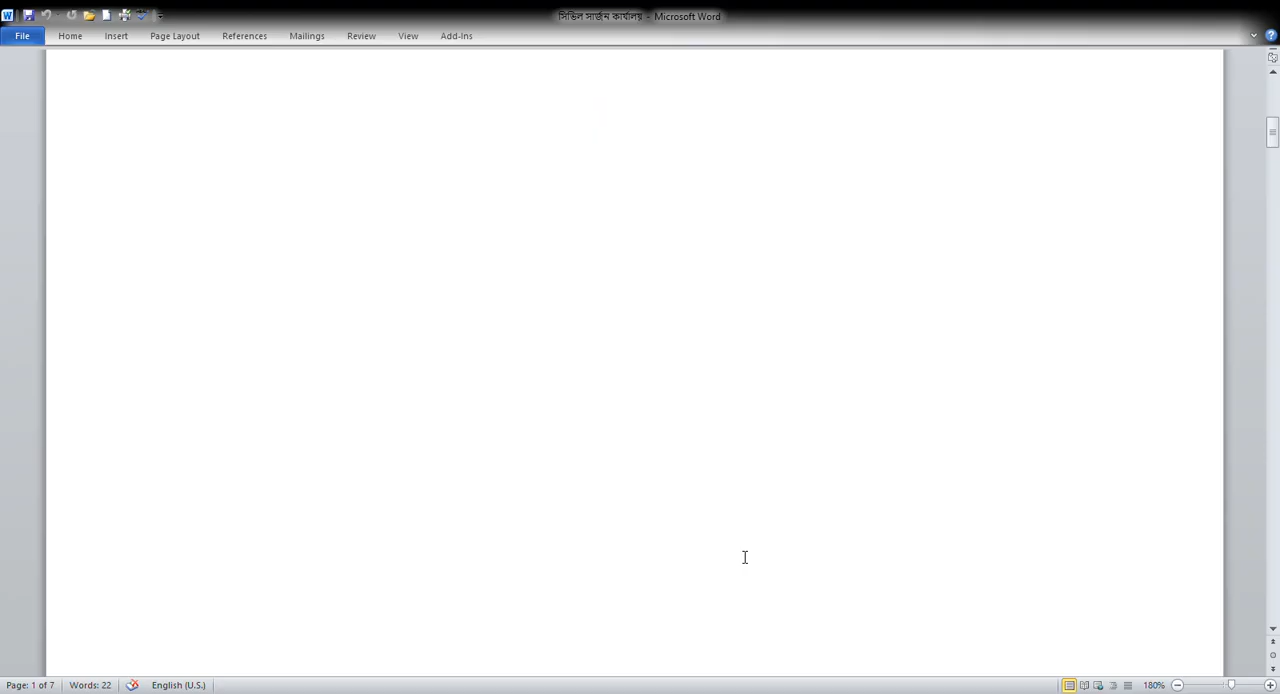 সিভিল সার্জন কার্যালয় - Microsoft Word
File Home Insert Page Layout References Mailings Review View Add-Ins
Page: 1 of 7 Words: 22 English (U.S.) 180%